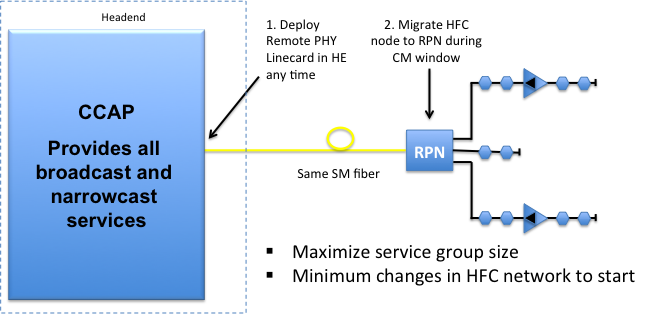 Headend
CCAP
Provides all
broadcast and
narrowcast
services
1. Deploy
Remote PHY
Linecard in HE
any time
2. Migrate HFC
node to RPN during
CM window
Same SM fiber
RPN
▪ Maximize service group size
▪ Minimum changes in HFC network to start